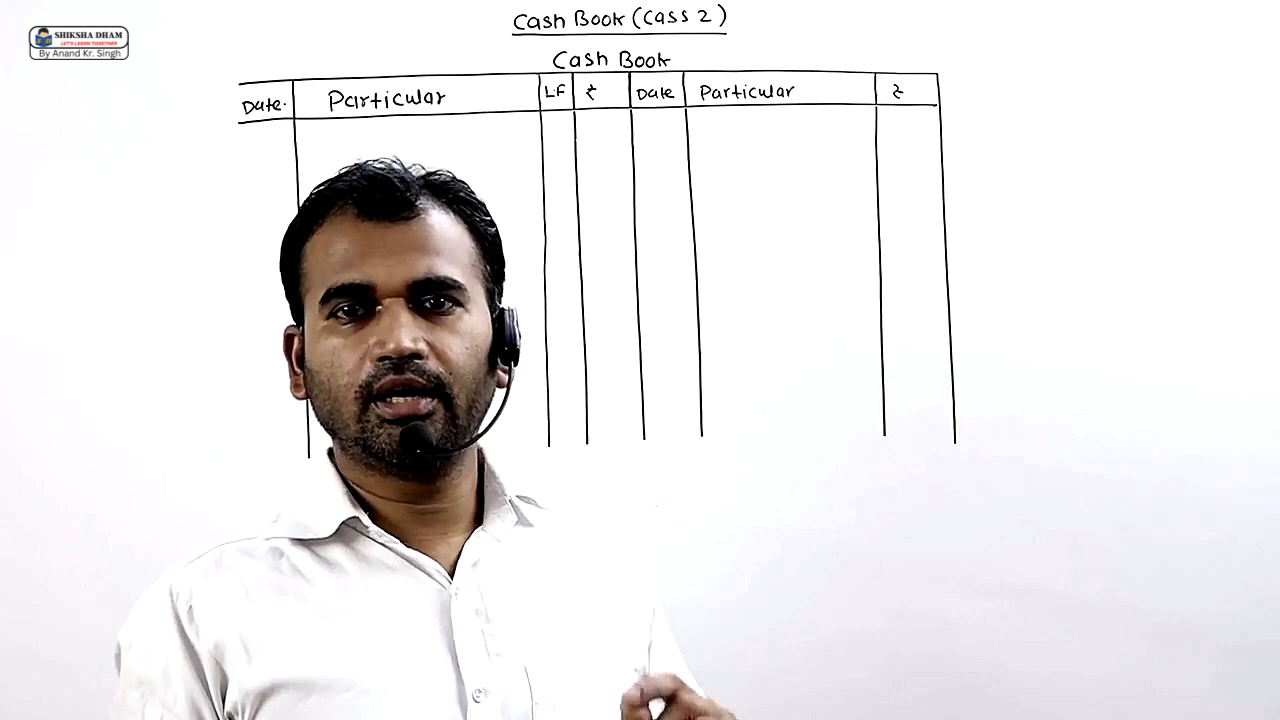 SHIKSHA DHAM
LET'S LEARN TOGETHER
By Anand Kr. Singh
Cash Book (Cass 2)
Cash Book
Date. Particular LF ₹ Date Particular ₹